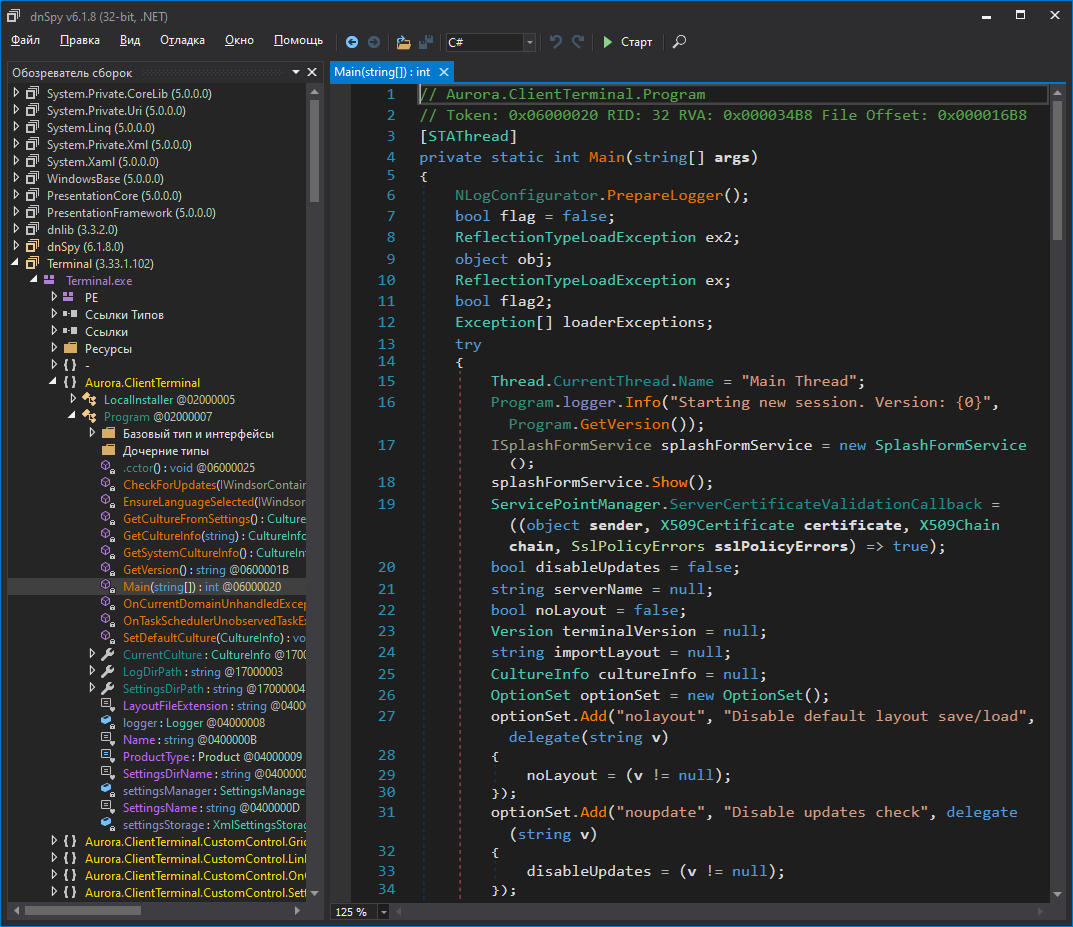 dnSpy v6.1.8 (32-bit, .NET)
Файл Правка Вид Отладка Окно Помощь C# Старт
Обозреватель сборок
System.Private.CoreLib (5.0.0.0)
System.Private.Uri (5.0.0.0)
System.Linq (5.0.0.0)
System.Private.Xml (5.0.0.0)
System.Xaml (5.0.0.0)
WindowsBase (5.0.0.0)
PresentationCore (5.0.0.0)
PresentationFramework (5.0.0.0)
dnlib (3.3.2.0)
dnSpy (6.1.8.0)
Terminal (3.33.1.102)
Terminal.exe
PE
Ссылки Типов
Ссылки
Ресурсы
{ } -
{ } Aurora.ClientTerminal
LocalInstaller @02000005
Program @02000007
Базовый тип и интерфейсы
Дочерние типы
.cctor() : void @06000025
CheckForUpdates(IWindsorContain
EnsureLanguageSelected(IWindsor
GetCultureFromSettings() : Culture
GetCultureInfo(string) : CultureInfo
GetSystemCultureInfo() : CultureIn
GetVersion() : string @0600001B
Main(string[]) : int @06000020
OnCurrentDomainUnhandledExcep
OnTaskSchedulerUnobservedTaskE
SetDefaultCulture(CultureInfo) : vo
CurrentCulture : CultureInfo @1700
LogDirPath : string @17000003
SettingsDirPath : string @17000004
LayoutFileExtension : string @0400
logger : Logger @04000008
Name : string @0400000B
ProductType : Product @04000009
SettingsDirName : string @040000
settingsManager : SettingsManage
SettingsName : string @0400000D
settingsStorage : XmlSettingsStorag
{ } Aurora.ClientTerminal.CustomControl.Grid
{ } Aurora.ClientTerminal.CustomControl.Lin
{ } Aurora.ClientTerminal.CustomControl.OnC
{ } Aurora.ClientTerminal.CustomControl.Sett
Main(string[]) : int
1 // Aurora.ClientTerminal.Program
2 // Token: 0x06000020 RID: 32 RVA: 0x000034B8 File Offset: 0x000016B8
3 [STAThread]
4 private static int Main(string[] args)
5 {
6 NLogConfigurator.PrepareLogger();
7 bool flag = false;
8 ReflectionTypeLoadException ex2;
9 object obj;
10 ReflectionTypeLoadException ex;
11 bool flag2;
12 Exception[] loaderExceptions;
13 try
14 {
15 Thread.CurrentThread.Name = "Main Thread";
16 Program.logger.Info("Starting new session. Version: {0}",
Program.GetVersion());
17 ISplashFormService splashFormService = new SplashFormService
();
18 splashFormService.Show();
19 ServicePointManager.ServerCertificateValidationCallback =
((object sender, X509Certificate certificate, X509Chain
chain, SslPolicyErrors sslPolicyErrors) => true);
20 bool disableUpdates = false;
21 string serverName = null;
22 bool noLayout = false;
23 Version terminalVersion = null;
24 string importLayout = null;
25 CultureInfo cultureInfo = null;
26 OptionSet optionSet = new OptionSet();
27 optionSet.Add("nolayout", "Disable default layout save/load",
delegate(string v)
28 {
29 noLayout = (v != null);
30 });
31 optionSet.Add("noupdate", "Disable updates check", delegate
(string v)
32 {
33 disableUpdates = (v != null);
34 });
125 %